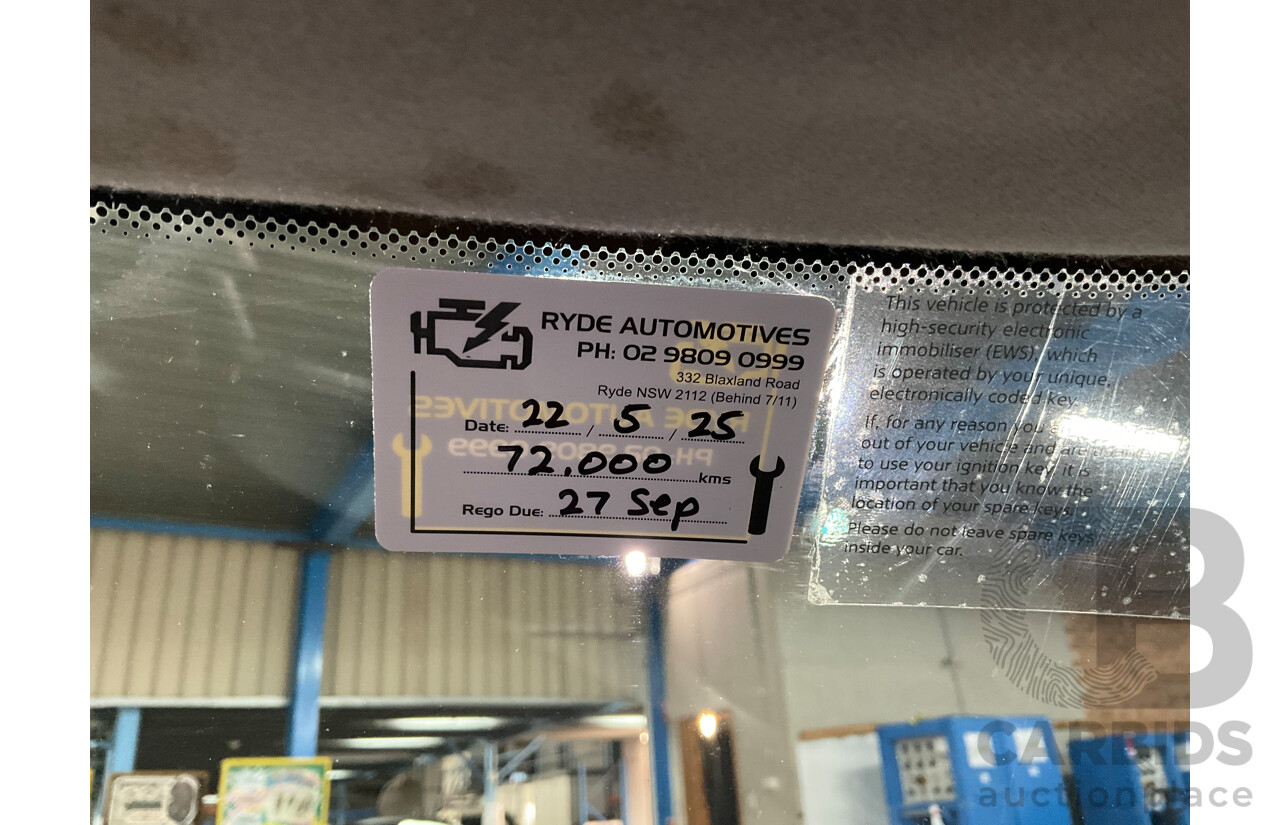 RYDE AUTOMOTIVES
PH: 02 9809 0999
332 Blaxland Road
Ryde NSW 2112 (Behind 7/11)
Date: 22 / 5 / 25
72,000 kms
Rego Due: 27 Sep
This vehicle is protected by a
high-security electronic
immobiliser (EWS), which
is operated by your unique,
electronically coded key
If, for any reason you
out of your vehicle and are
to use your ignition key, it is
important that you know the
location of your spare keys.
Please do not leave spare keys
inside your car.
CARBIDS
auctiontrace